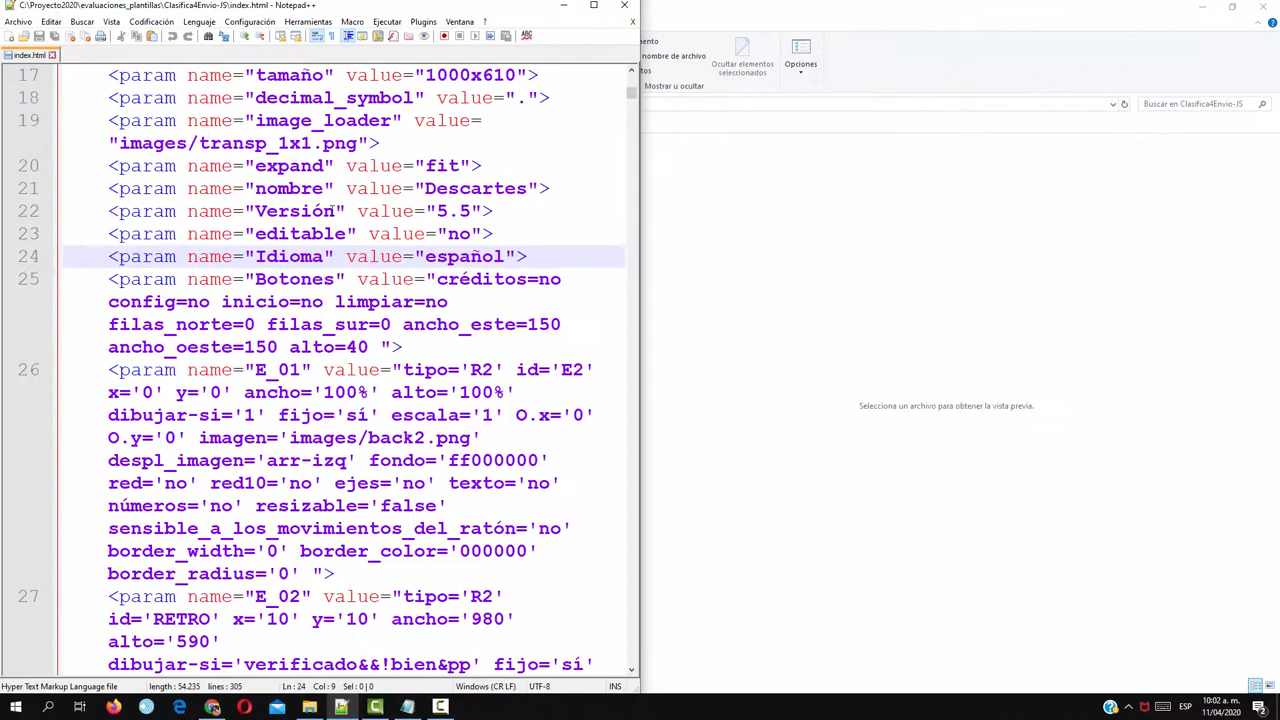 C:\Proyecto2020\evaluaciones_plantillas\Clasifica4Envio-JS\index.html - Notepad++
Archivo Editar Buscar Vista Codificación Lenguaje Configuración Herramientas Macro Ejecutar Plugins Ventana ? X
index.html
17 <param name="tamaño" value="1000x610">
18 <param name="decimal_symbol" value=".">
19 <param name="image_loader" value=
"images/transp_1x1.png">
20 <param name="expand" value="fit">
21 <param name="nombre" value="Descartes">
22 <param name="Versión" value="5.5">
23 <param name="editable" value="no">
24 <param name="Idioma" value="español">
25 <param name="Botones" value="créditos=no
config=no inicio=no limpiar=no
filas_norte=0 filas_sur=0 ancho_este=150
ancho_oeste=150 alto=40 ">
26 <param name="E_01" value="tipo='R2' id='E2'
x='0' y='0' ancho='100%' alto='100%'
dibujar-si='1' fijo='sí' escala='1' O.x='0'
O.y='0' imagen='images/back2.png'
despl_imagen='arr-izq' fondo='ff000000'
red='no' red10='no' ejes='no' texto='no'
números='no' resizable='false'
sensible_a_los_movimientos_del_ratón='no'
border_width='0' border_color='000000'
border_radius='0' ">
27 <param name="E_02" value="tipo='R2'
id='RETRO' x='10' y='10' ancho='980'
alto='590'
dibujar-si='verificado&&!bien&pp' fijo='sí'
Hyper Text Markup Language file length : 54.235 lines : 305 Ln : 24 Col : 9 Sel : 0 | 0 Windows (CR LF) UTF-8 INS
mento
nombre de archivo
tos
Mostrar u ocultar
Ocultar elementos
seleccionados
Opciones
Buscar en Clasifica4Envio-JS
Selecciona un archivo para obtener la vista previa.
ESP
10:02 a. m.
11/04/2020